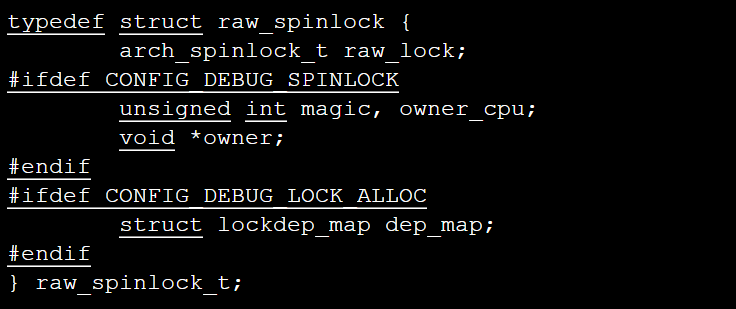 typedef struct raw_spinlock {
        arch_spinlock_t raw_lock;
#ifdef CONFIG_DEBUG_SPINLOCK
        unsigned int magic, owner_cpu;
        void *owner;
#endif
#ifdef CONFIG_DEBUG_LOCK_ALLOC
        struct lockdep_map dep_map;
#endif
} raw_spinlock_t;